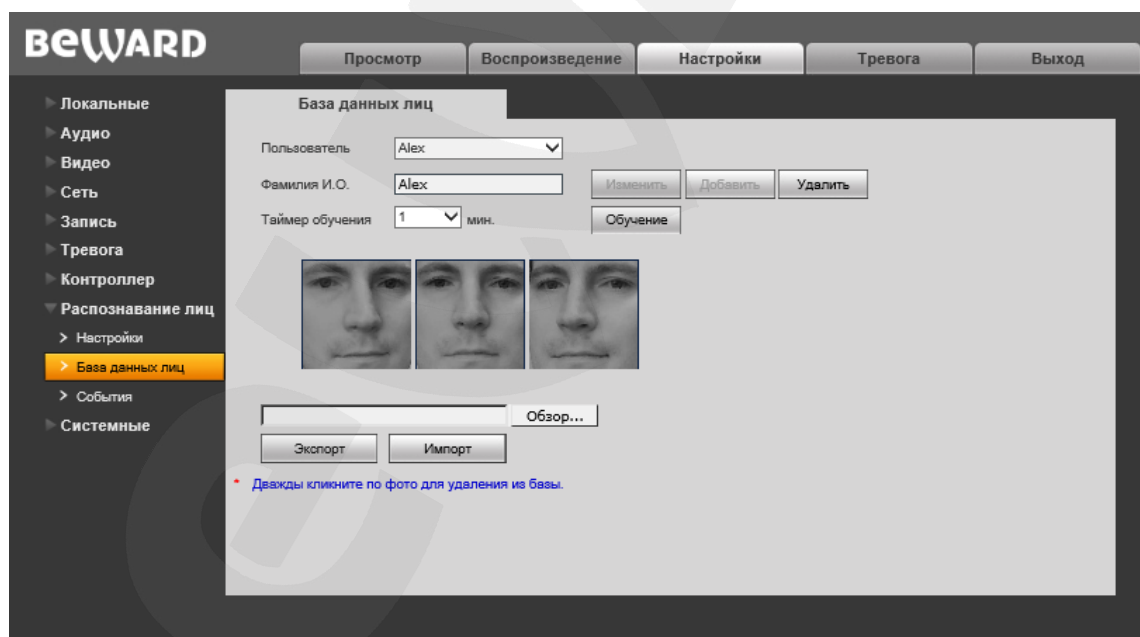 BEWARD
Просмотр Воспроизведение Настройки Тревога Выход
Локальные
Аудио
Видео
Сеть
Запись
Тревога
Контроллер
Распознавание лиц
> Настройки
> База данных лиц
> События
Системные
База данных лиц
Пользователь Alex
Фамилия И.О. Alex Изменить Добавить Удалить
Таймер обучения 1 мин. Обучение
Обзор...
Экспорт Импорт
* Дважды кликните по фото для удаления из базы.